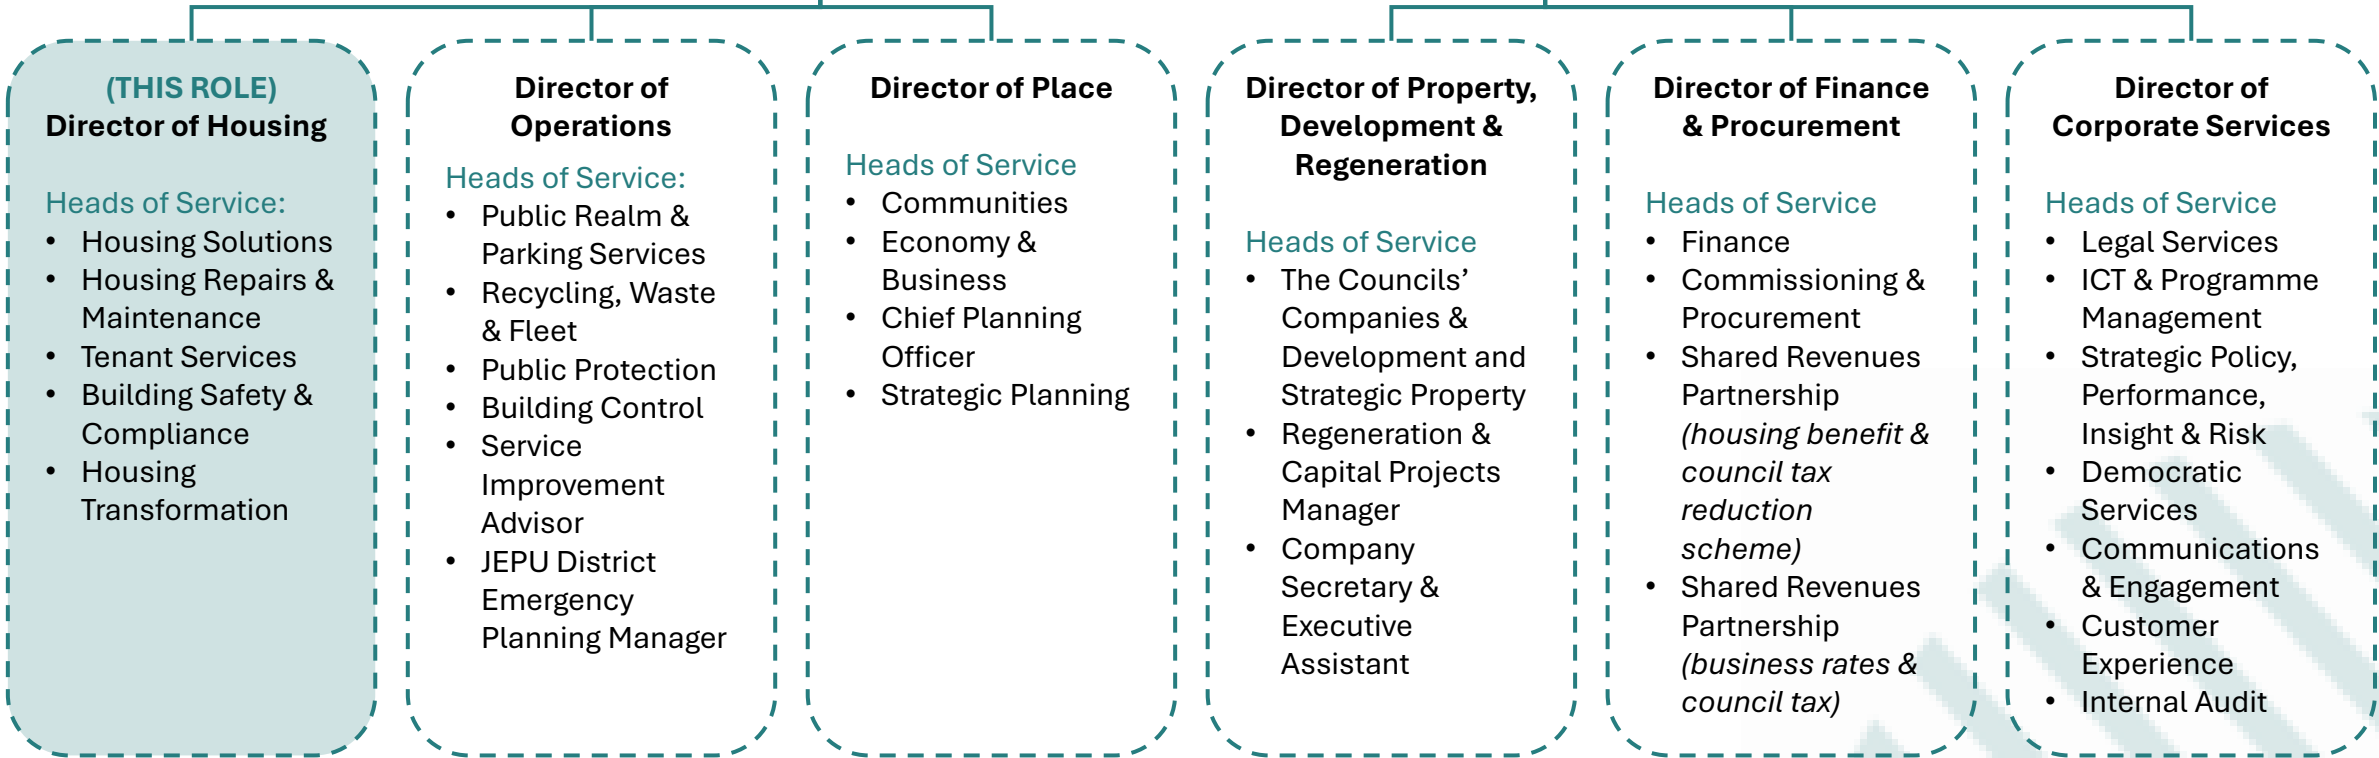 (THIS ROLE)
Director of Housing
Heads of Service:
• Housing Solutions
• Housing Repairs &
Maintenance
• Tenant Services
• Building Safety &
Compliance
• Housing
Transformation
Director of
Operations
Heads of Service:
• Public Realm &
Parking Services
• Recycling, Waste
& Fleet
• Public Protection
• Building Control
• Service
Improvement
Advisor
• JEPU District
Emergency
Planning Manager
Director of Place
Heads of Service
• Communities
• Economy &
Business
• Chief Planning
Officer
• Strategic Planning
Director of Property,
Development &
Regeneration
Heads of Service
• The Councils’
Companies &
Development and
Strategic Property
• Regeneration &
Capital Projects
Manager
• Company
Secretary &
Executive
Assistant
Director of Finance
& Procurement
Heads of Service
• Finance
• Commissioning &
Procurement
• Shared Revenues
Partnership
(housing benefit &
council tax
reduction
scheme)
• Shared Revenues
Partnership
(business rates &
council tax)
Director of
Corporate Services
Heads of Service
• Legal Services
• ICT & Programme
Management
• Strategic Policy,
Performance,
Insight & Risk
• Democratic
Services
• Communications
& Engagement
• Customer
Experience
• Internal Audit